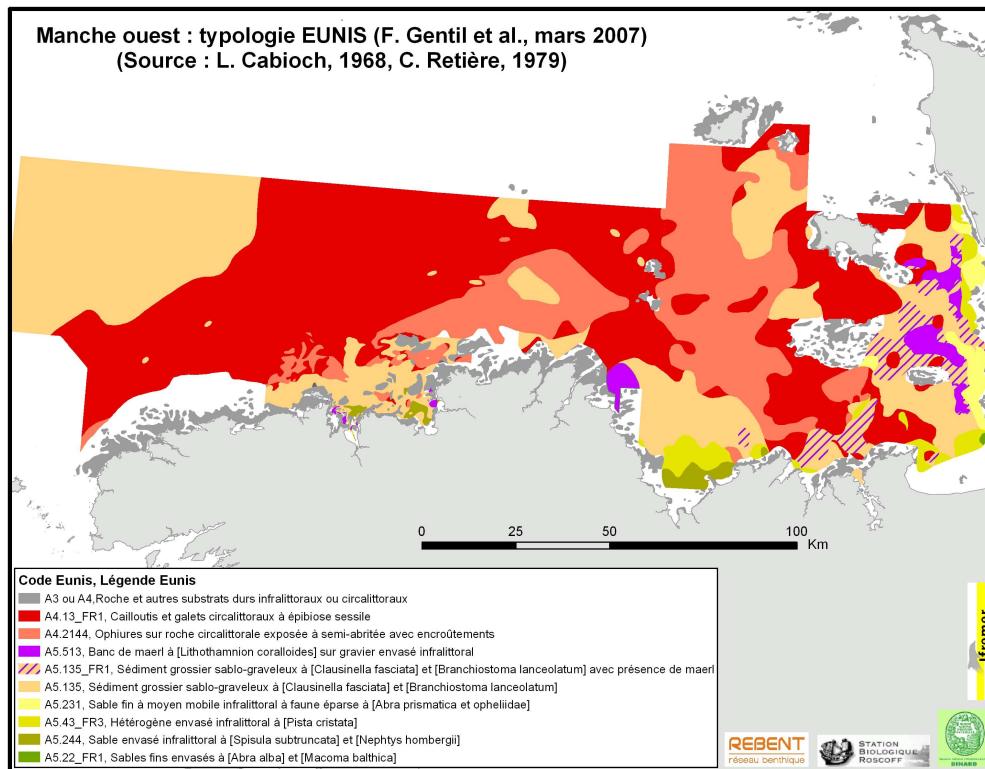 Manche ouest : typologie EUNIS (F. Gentil et al., mars 2007)
(Source : L. Cabioch, 1968, C. Retière, 1979)
0 25 50 100
Km
Code Eunis, Légende Eunis
A3 ou A4,Roche et autres substrats durs infralittoraux ou circalittoraux
A4.13_FR1, Cailloutis et galets circalittoraux à épibiose sessile
A4.2144, Ophiures sur roche circalittorale exposée à semi-abritée avec encroûtements
A5.513, Banc de maerl à [Lithothamnion coralloides] sur gravier envasé infralittoral
A5.135_FR1, Sédiment grossier sablo-graveleux à [Clausinella fasciata] et [Branchiostoma lanceolatum] avec présence de maerl
A5.135, Sédiment grossier sablo-graveleux à [Clausinella fasciata] et [Branchiostoma lanceolatum]
A5.231, Sable fin à moyen mobile infralittoral à faune éparse à [Abra prismatica et opheliidae]
A5.43_FR3, Hétérogène envasé infralittoral à [Pista cristata]
A5.244, Sable envasé infralittoral à [Spisula subtruncata] et [Nephtys hombergii]
A5.22_FR1, Sables fins envasés à [Abra alba] et [Macoma balthica]
Ifremer
REBENT
réseau benthique
STATION
BIOLOGIQUE
ROSCOFF
DINARD